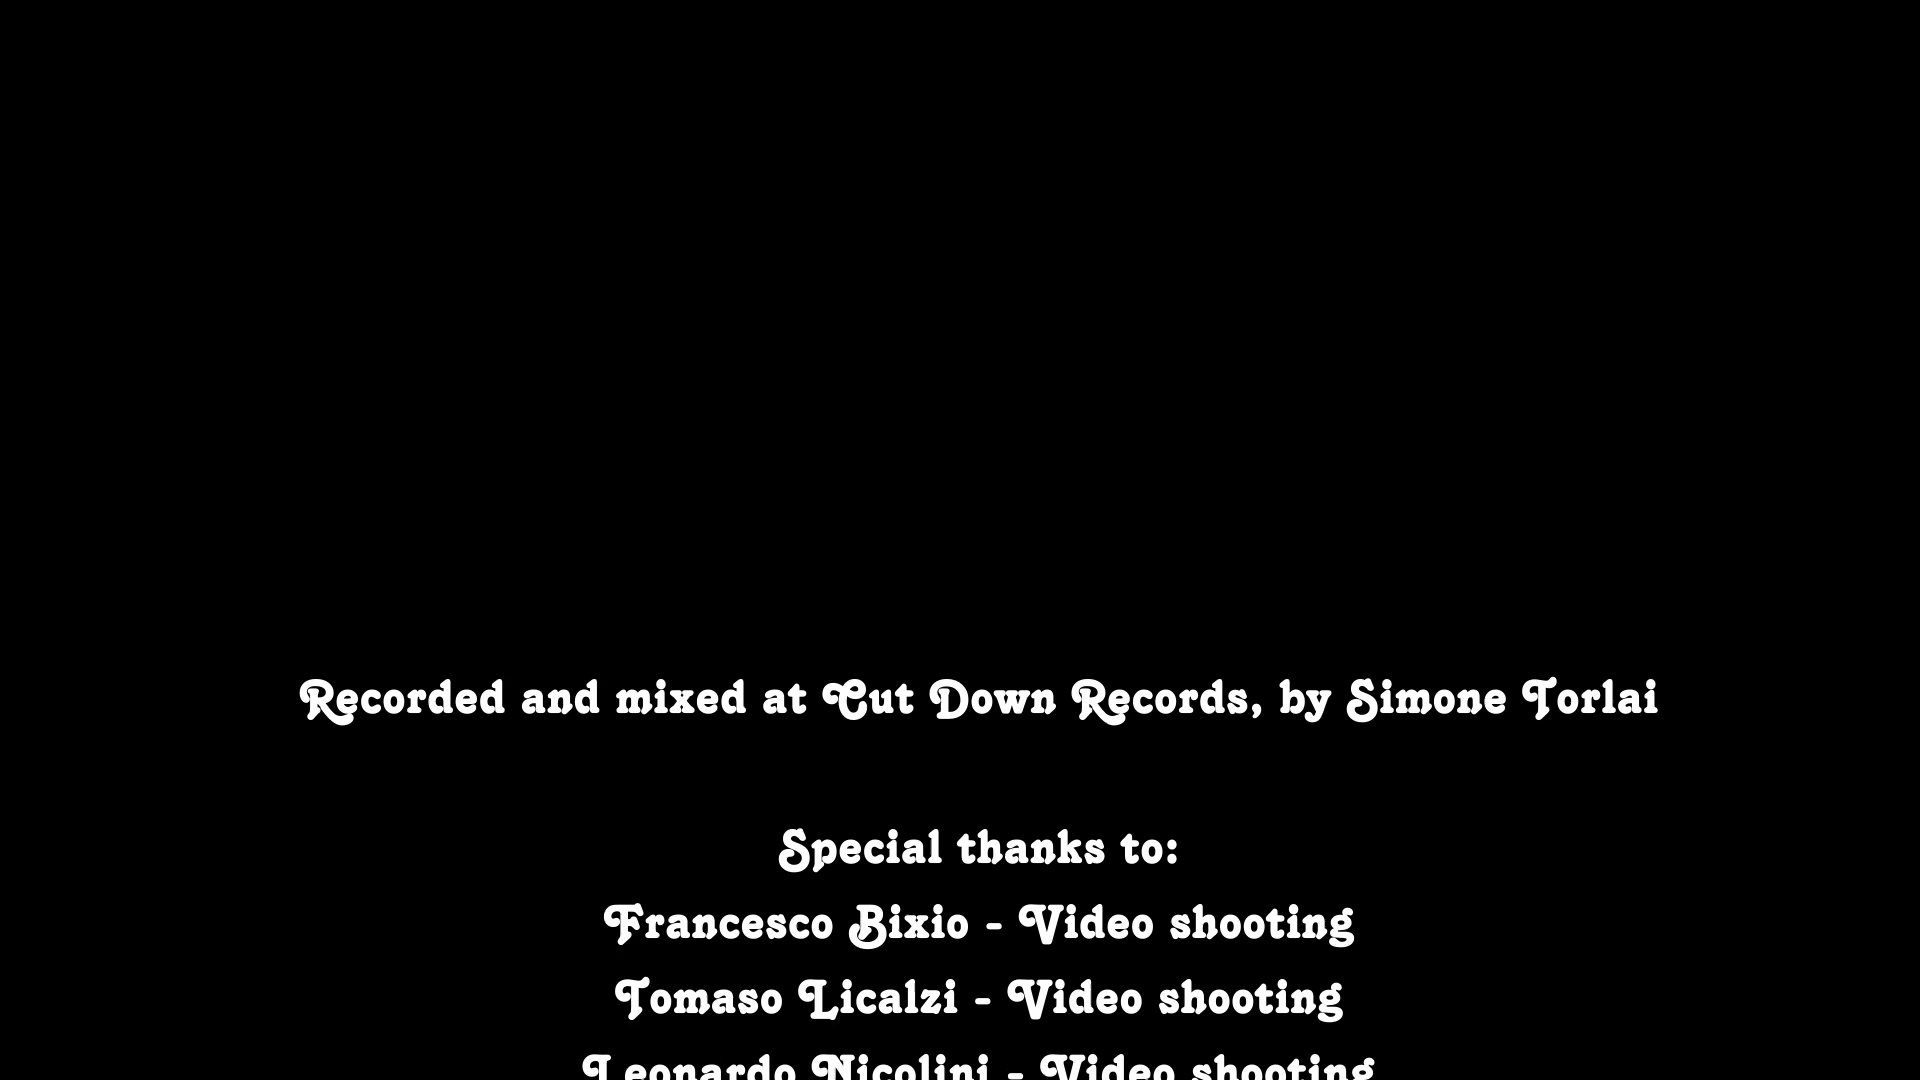 Recorded and mixed at Cut Down Records, by Simone Torlai
Special thanks to:
Francesco Bixio - Video shooting
Tomaso Licalzi - Video shooting
Leonardo Nicolini - Video shooting